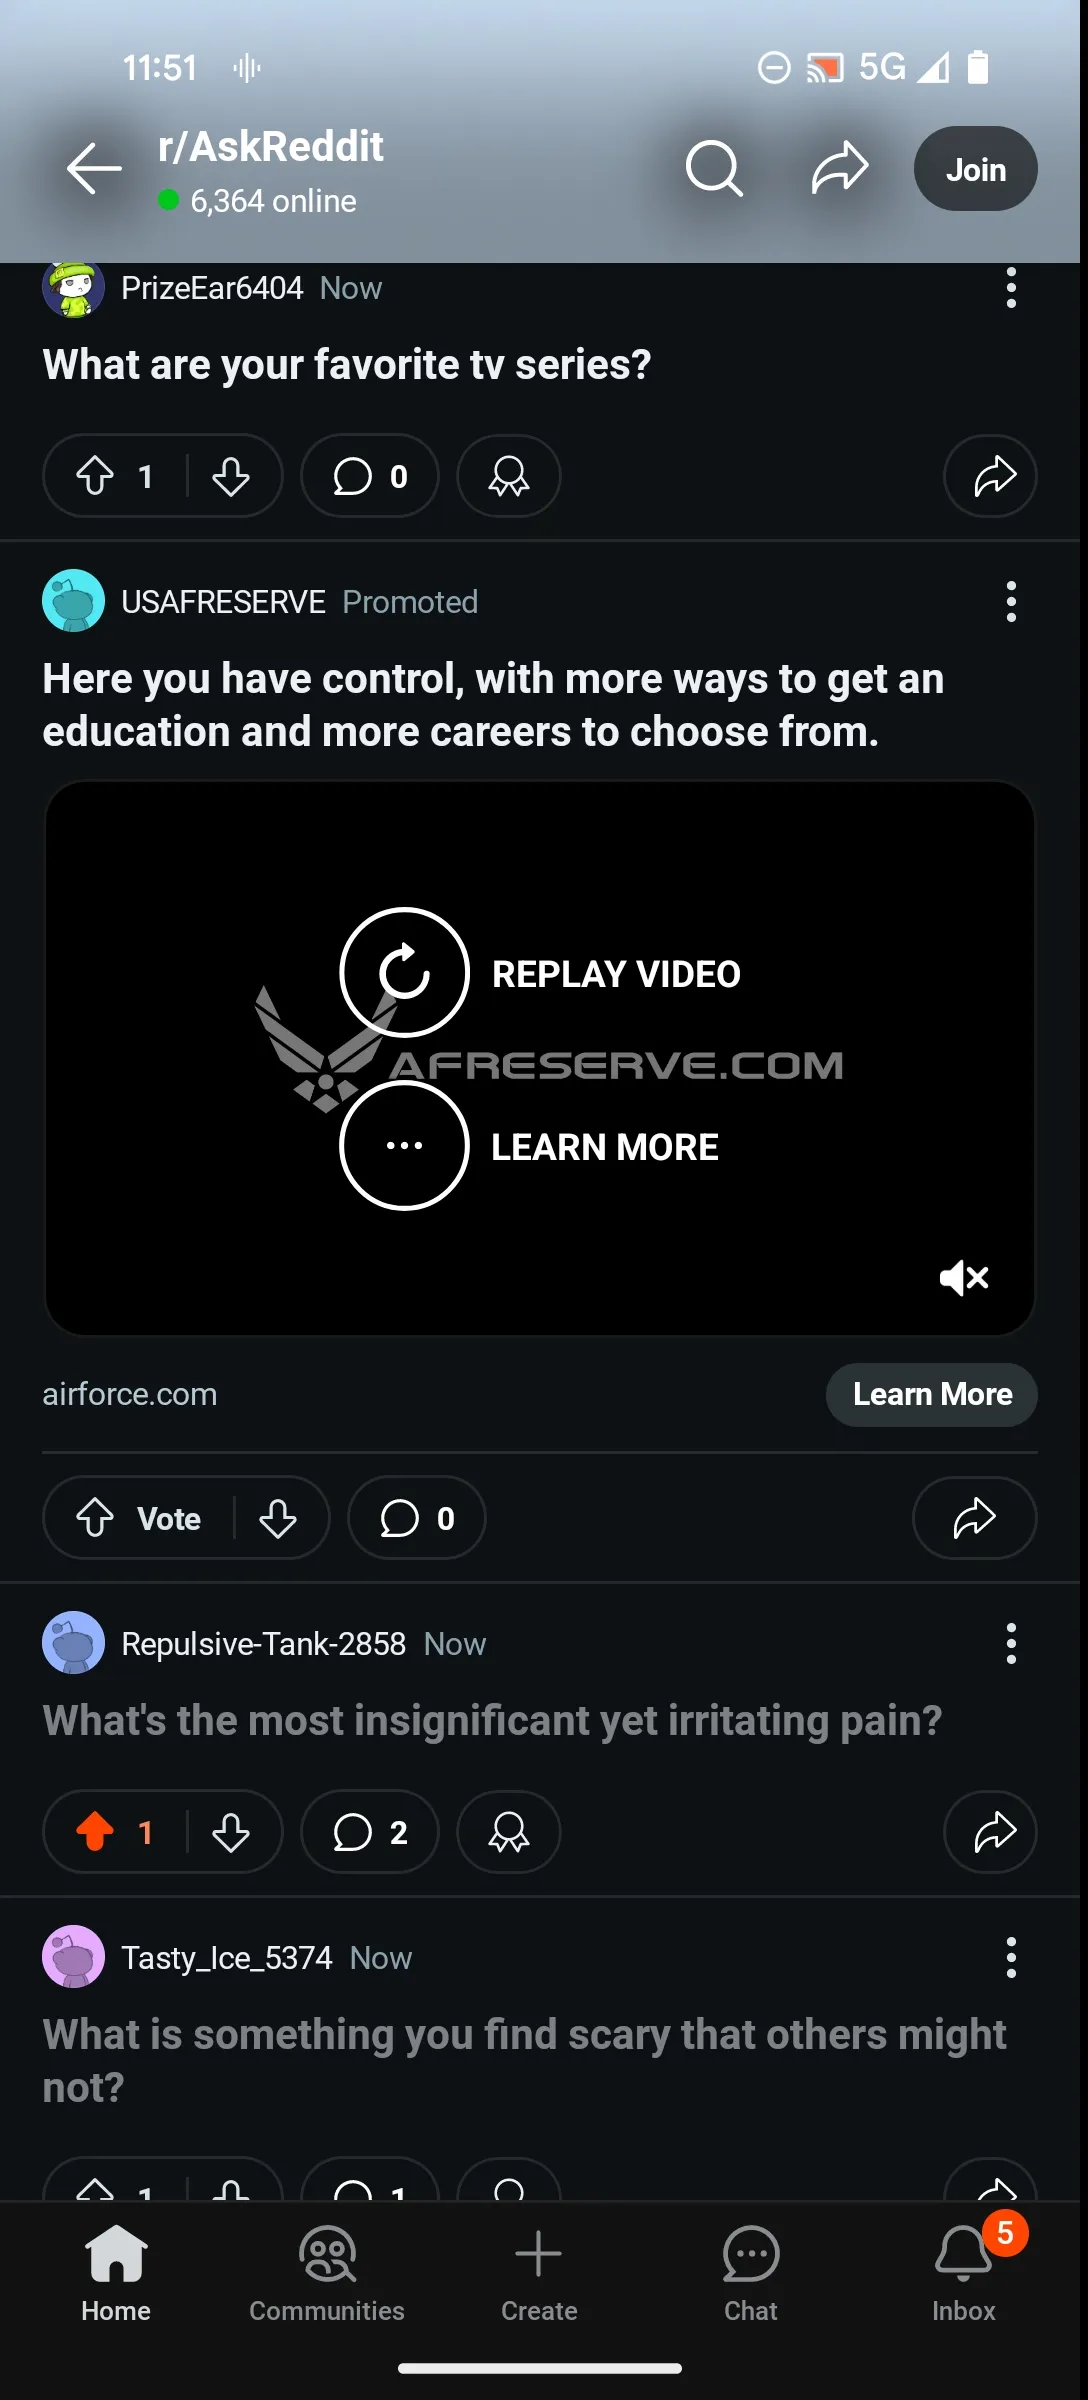 11:51
5G
r/AskReddit
6,364 online
Join
PrizeEar6404 Now
What are your favorite tv series?
1
0
USAFRESERVE Promoted
Here you have control, with more ways to get an
education and more careers to choose from.
REPLAY VIDEO
AFRESERVE.COM
LEARN MORE
airforce.com
Learn More
Vote
0
Repulsive-Tank-2858 Now
What's the most insignificant yet irritating pain?
1
2
Tasty_Ice_5374 Now
What is something you find scary that others might
not?
1
1
5
Home
Communities
Create
Chat
Inbox